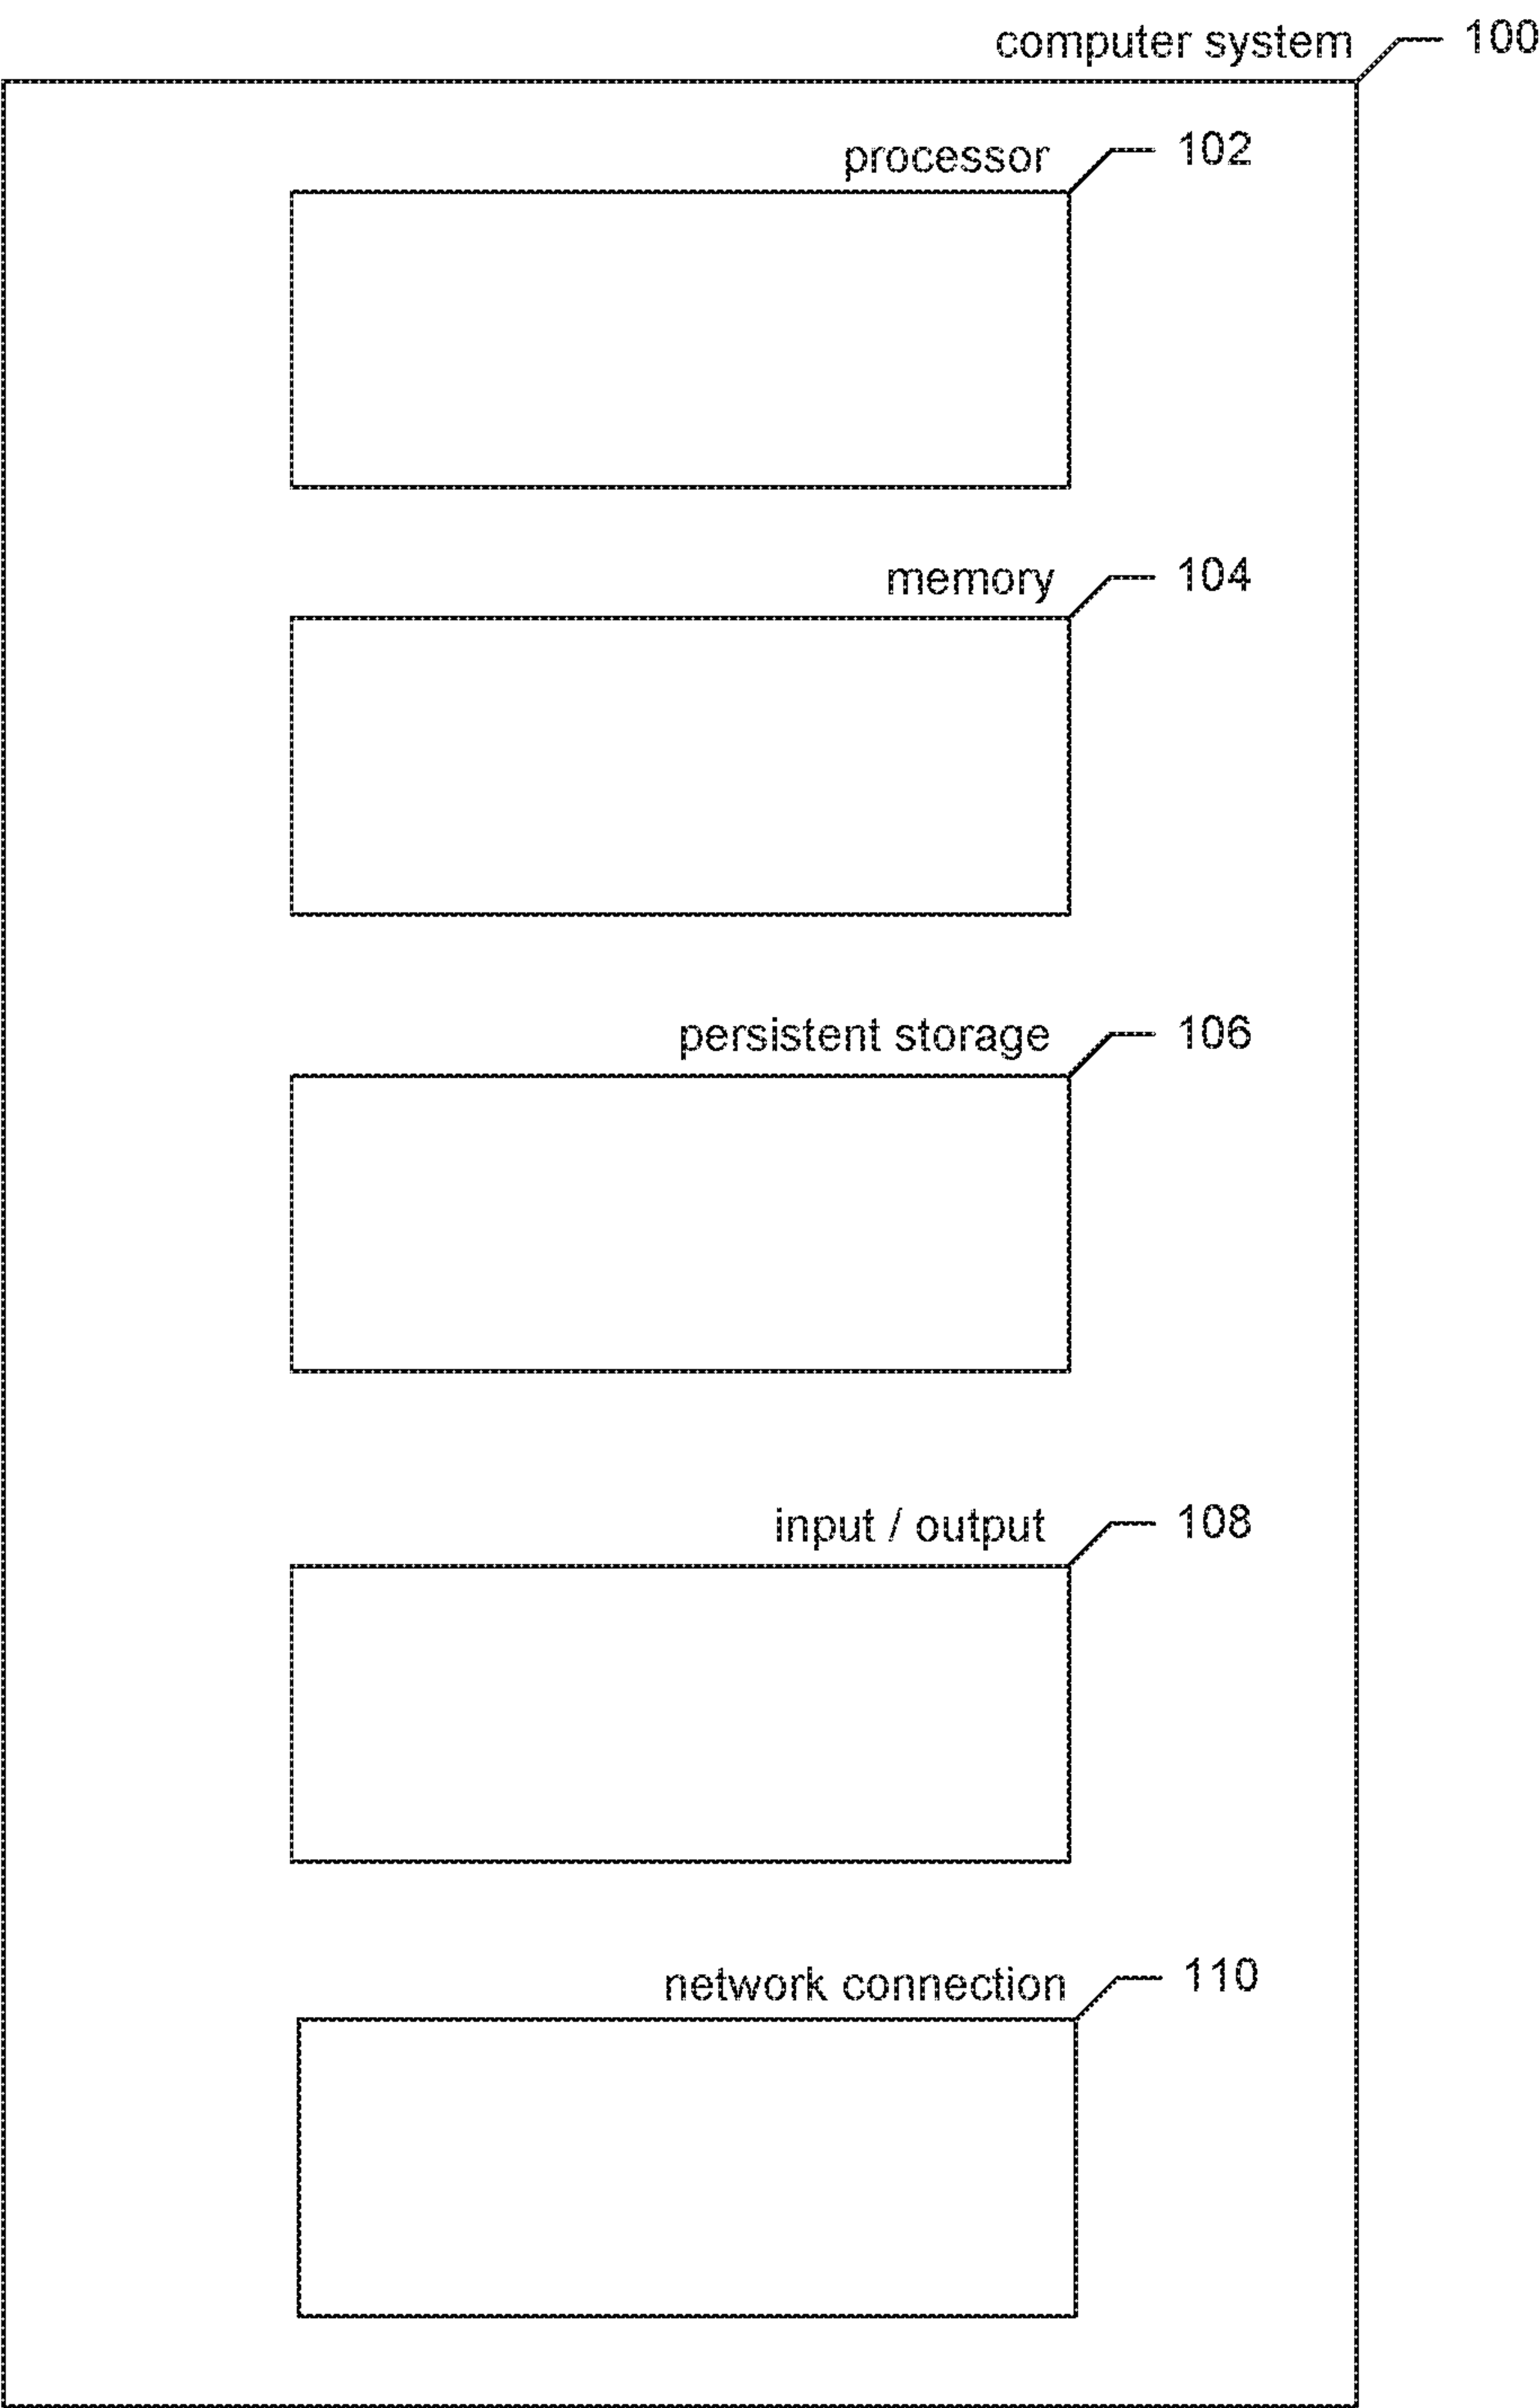 computer system 100
processor 102
memory 104
persistent storage 106
input / output 108
network connection 110